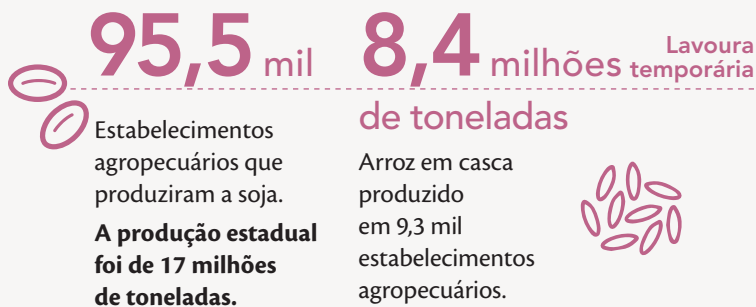 95,5 mil
Estabelecimentos
agropecuários que
produziram a soja.
A produção estadual
foi de 17 milhões
de toneladas.
8,4 milhões
de toneladas
Lavoura
temporária
Arroz em casca
produzido
em 9,3 mil
estabelecimentos
agropecuários.